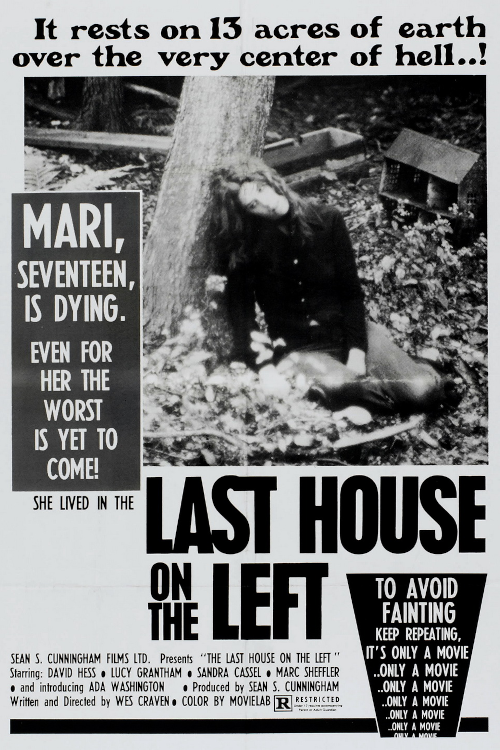 It rests on 13 acres of earth
over the very center of hell..!
MARI,
SEVENTEEN,
IS DYING.
EVEN FOR
HER THE
WORST
IS YET TO
COME!
SHE LIVED IN THE
LAST HOUSE
ON
THE LEFT
TO AVOID
FAINTING
KEEP REPEATING,
IT'S ONLY A MOVIE
..ONLY A MOVIE
..ONLY A MOVIE
..ONLY A MOVIE
..ONLY A MOVIE
..ONLY A MOVIE
SEAN S. CUNNINGHAM FILMS LTD. Presents "THE LAST HOUSE ON THE LEFT"
Starring: DAVID HESS • LUCY GRANTHAM • SANDRA CASSEL • MARC SHEFFLER
• and introducing ADA WASHINGTON • Produced by SEAN S. CUNNINGHAM
Written and Directed by WES CRAVEN • COLOR BY MOVIELAB R RESTRICTED